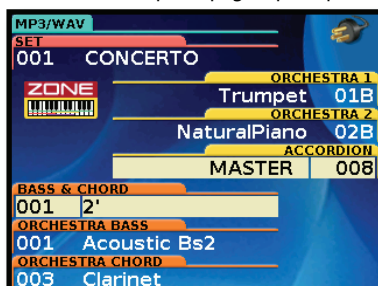 MP3/WAV
SET
001 CONCERTO
ZONE
ORCHESTRA 1
Trumpet 01B
ORCHESTRA 2
NaturalPiano 02B
ACCORDION
MASTER 008
BASS & CHORD
001 2'
ORCHESTRA BASS
001 Acoustic Bs2
ORCHESTRA CHORD
003 Clarinet